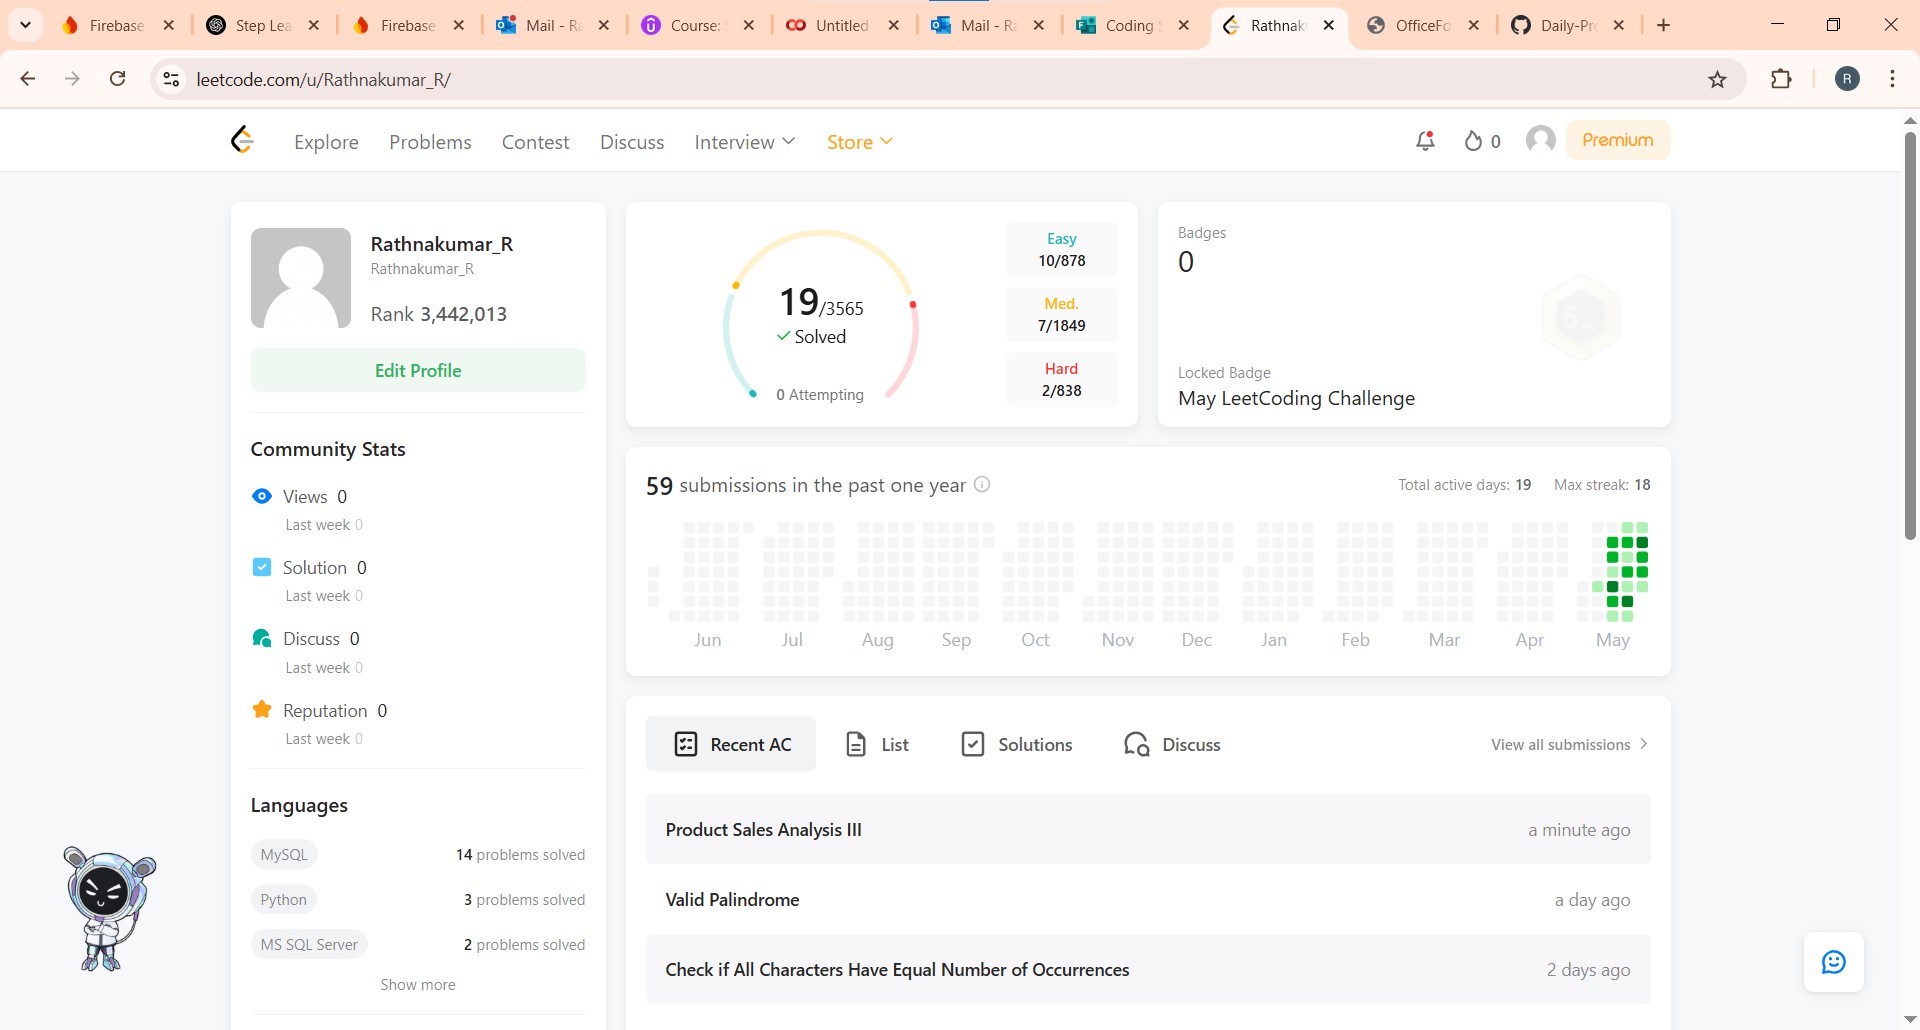 Firebase
Step Lea
Firebase
Mail - Ra
Course: S
Untitled
Mail - Ra
Coding S
Rathnaku
OfficeFo
Daily-Pro
leetcode.com/u/Rathnakumar_R/
R
Explore
Problems
Contest
Discuss
Interview
Store
0
Premium
Rathnakumar_R
Rathnakumar_R
Rank 3,442,013
Edit Profile
Community Stats
Views 0
Last week 0
Solution 0
Last week 0
Discuss 0
Last week 0
Reputation 0
Last week 0
Languages
MySQL 14 problems solved
Python 3 problems solved
MS SQL Server 2 problems solved
Show more
19/3565
Solved
0 Attempting
Easy
10/878
Med.
7/1849
Hard
2/838
Badges
0
Locked Badge
May LeetCoding Challenge
59 submissions in the past one year
Total active days: 19 Max streak: 18
Jun Jul Aug Sep Oct Nov Dec Jan Feb Mar Apr May
Recent AC
List
Solutions
Discuss
View all submissions
Product Sales Analysis III a minute ago
Valid Palindrome a day ago
Check if All Characters Have Equal Number of Occurrences 2 days ago